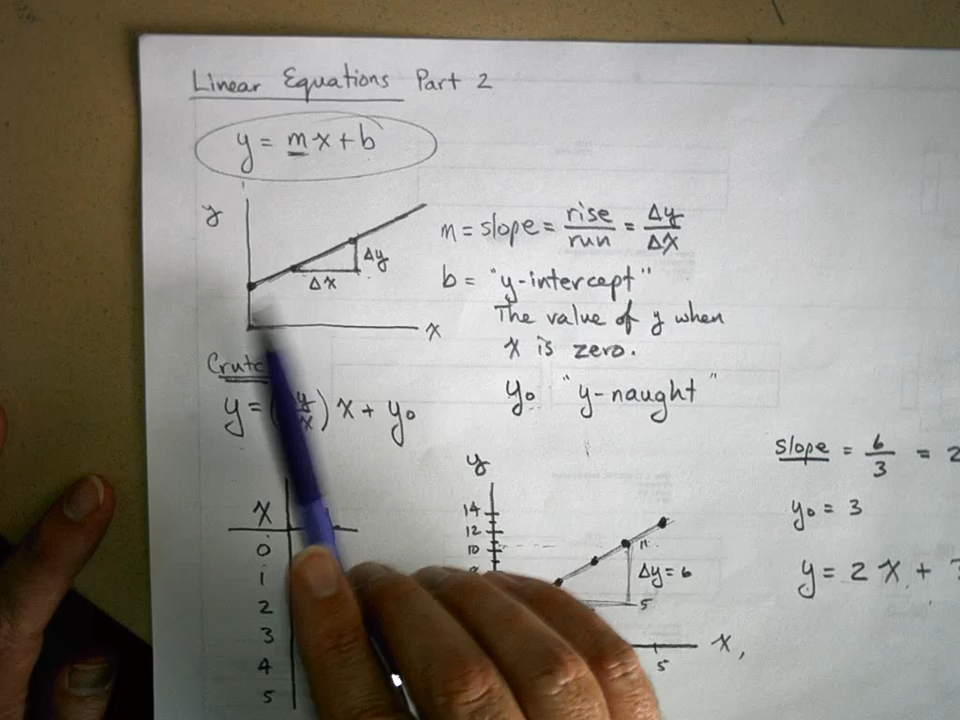 Linear Equations Part 2
y = mx + b
y
Δy
Δx
x
m = slope = rise/run = Δy/Δx
b = "y-intercept"
The value of y when
x is zero.
y₀ "y-naught"
y = ( ) x + y₀
x
0
1
2
3
4
5
y
14
12
10
11
Δy = 6
5
x,
5
slope = 6/3 = 2
y₀ = 3
y = 2x +